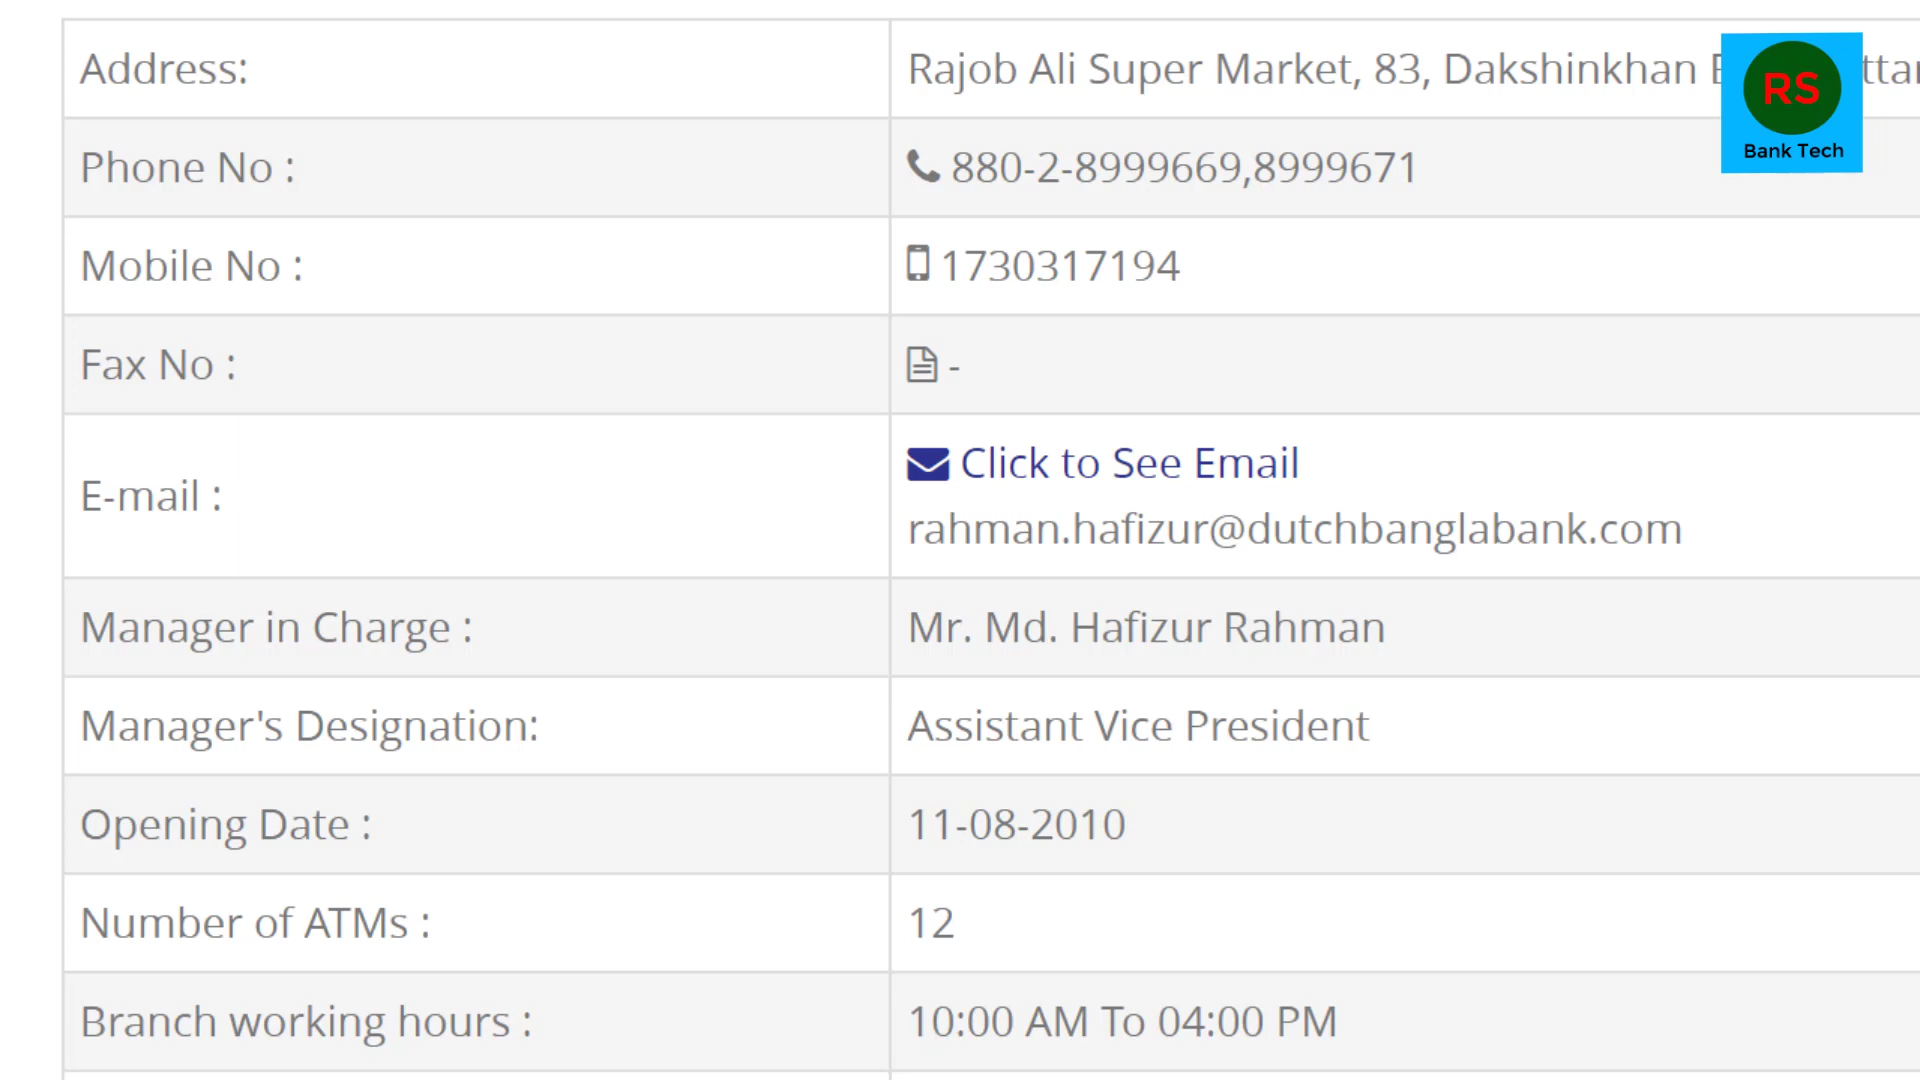 Address: Rajob Ali Super Market, 83, Dakshinkhan
RS
Bank Tech
Phone No : 880-2-8999669,8999671
Mobile No : 1730317194
Fax No : -
E-mail : Click to See Email
rahman.hafizur@dutchbanglabank.com
Manager in Charge : Mr. Md. Hafizur Rahman
Manager's Designation: Assistant Vice President
Opening Date : 11-08-2010
Number of ATMs : 12
Branch working hours : 10:00 AM To 04:00 PM